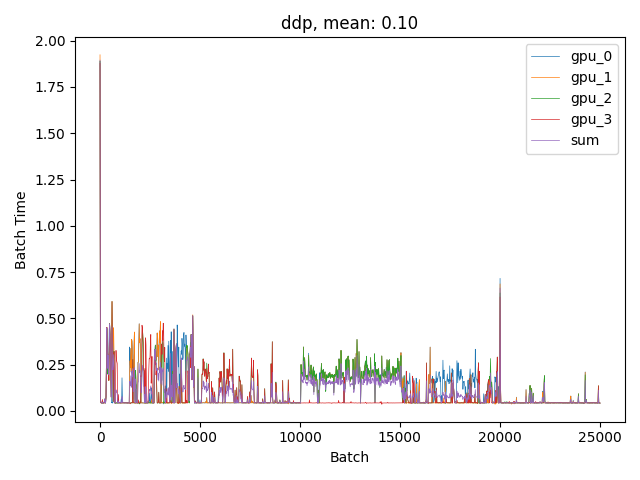 ddp, mean: 0.10
2.00
1.75
1.50
1.25
1.00
0.75
0.50
0.25
0.00
Batch Time
gpu_0
gpu_1
gpu_2
gpu_3
sum
0 5000 10000 15000 20000 25000
Batch